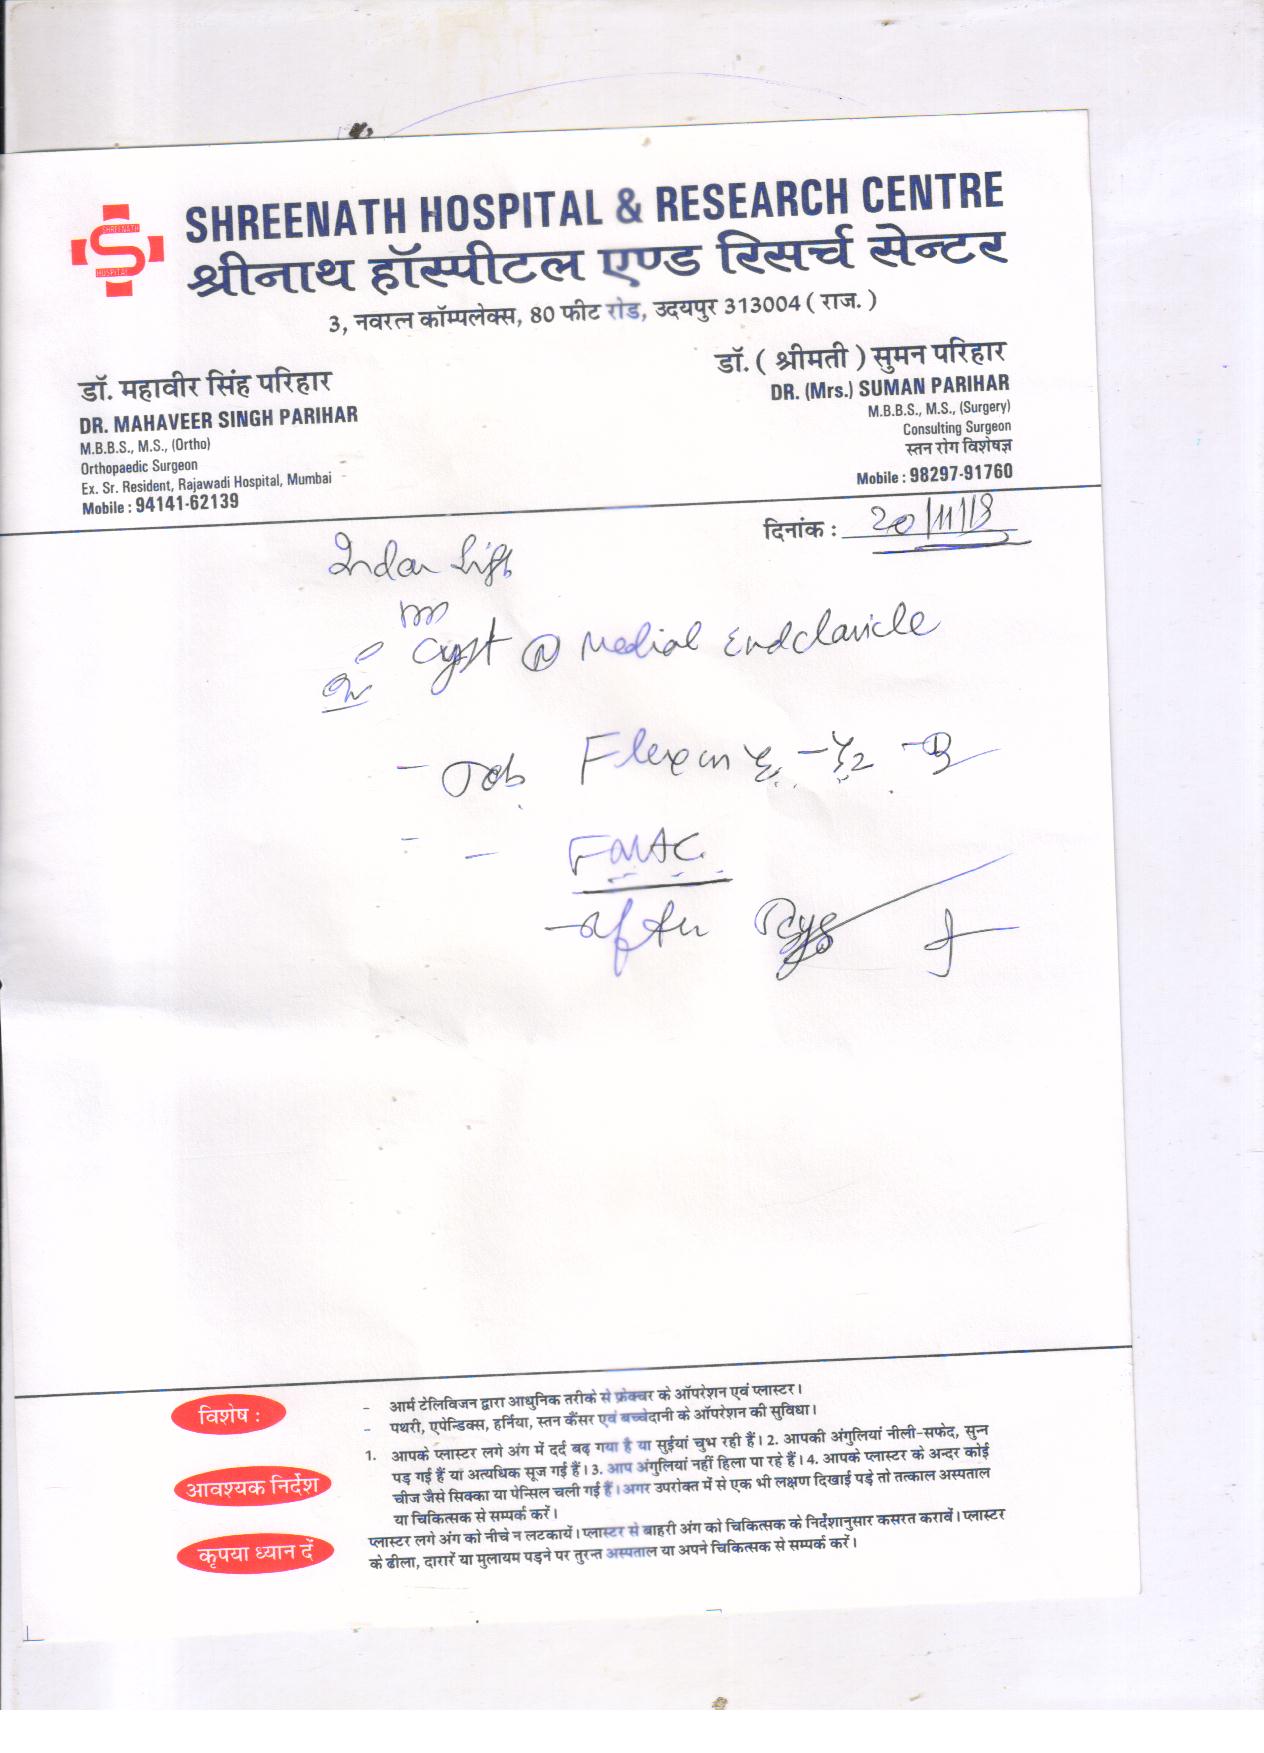 SHREENATH HOSPITAL
SHREENATH HOSPITAL & RESEARCH CENTRE
श्रीनाथ हॉस्पीटल एण्ड रिसर्च सेन्टर
3, नवरत्न कॉम्पलेक्स, 80 फीट रोड, उदयपुर 313004 ( राज. )
डॉ. महावीर सिंह परिहार
DR. MAHAVEER SINGH PARIHAR
M.B.B.S., M.S., (Ortho)
Orthopaedic Surgeon
Ex. Sr. Resident, Rajawadi Hospital, Mumbai
Mobile : 94141-62139
डॉ. ( श्रीमती ) सुमन परिहार
DR. (Mrs.) SUMAN PARIHAR
M.B.B.S., M.S., (Surgery)
Consulting Surgeon
स्तन रोग विशेषज्ञ
Mobile : 98297-91760
दिनांक : 20/11/18
Cyst Medial End clavicle
- Tab Flexon
- FNAC
- after
विशेष :
- आर्म टेलिविजन द्वारा आधुनिक तरीके से फ्रेक्चर के ऑपरेशन एवं प्लास्टर।
- पथरी, एपेन्डिक्स, हर्निया, स्तन कैंसर एवं बच्चेदानी के ऑपरेशन की सुविधा।
आवश्यक निर्देश
1. आपके प्लास्टर लगे अंग में दर्द बढ़ गया है या सुईयां चुभ रही हैं। 2. आपकी अंगुलियां नीली-सफेद, सुन्न
पड़ गई हैं या अत्यधिक सूज गई हैं। 3. आप अंगुलियां नहीं हिला पा रहे हैं। 4. आपके प्लास्टर के अन्दर कोई
चीज जैसे सिक्का या पेन्सिल चली गई हैं। अगर उपरोक्त में से एक भी लक्षण दिखाई पड़े तो तत्काल अस्पताल
या चिकित्सक से सम्पर्क करें।
कृपया ध्यान दें
प्लास्टर लगे अंग को नीचे न लटकायें। प्लास्टर से बाहरी अंग को चिकित्सक के निर्देशानुसार कसरत करावें। प्लास्टर
के ढीला, दारारें या मुलायम पड़ने पर तुरन्त अस्पताल या अपने चिकित्सक से सम्पर्क करें।